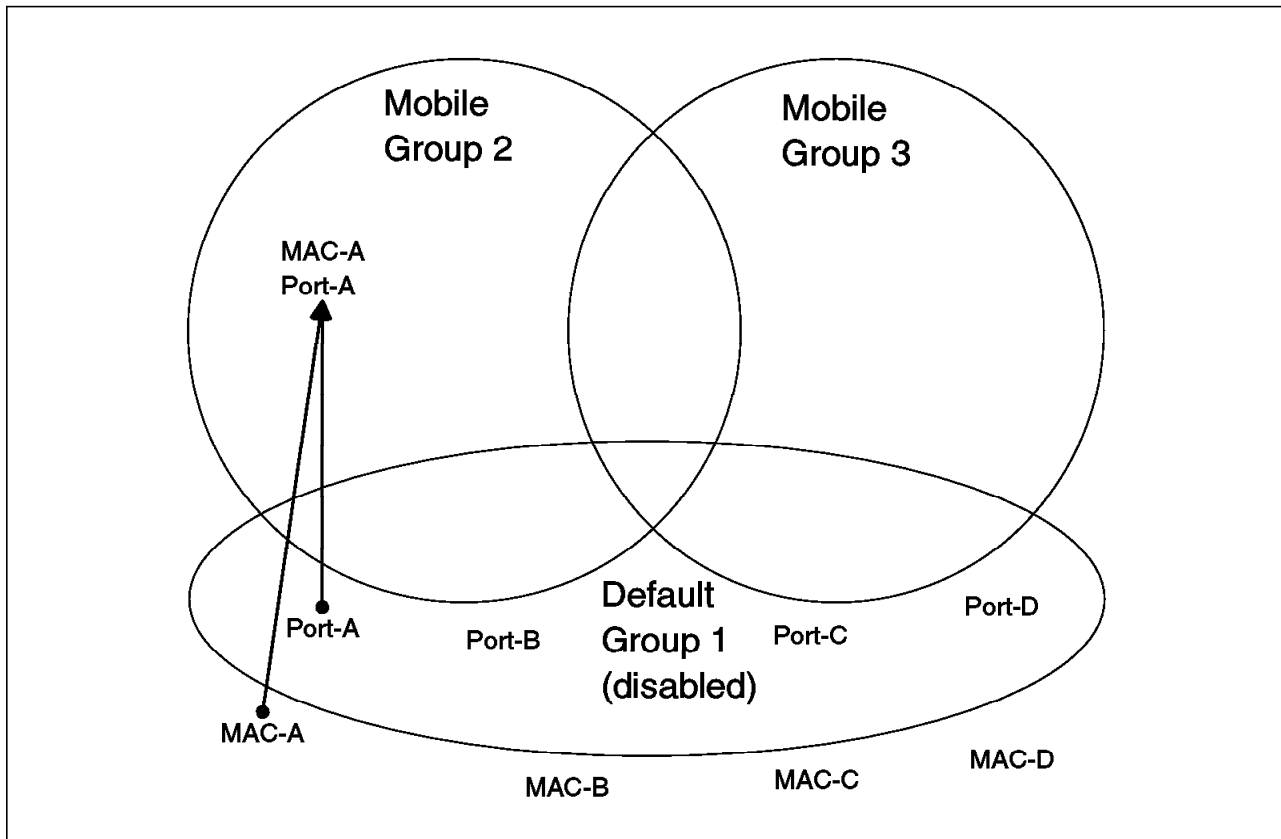 Mobile
Group 2
Mobile
Group 3
MAC-A
Port-A
Default
Group 1
(disabled)
Port-A
Port-B
Port-C
Port-D
MAC-A
MAC-B
MAC-C
MAC-D